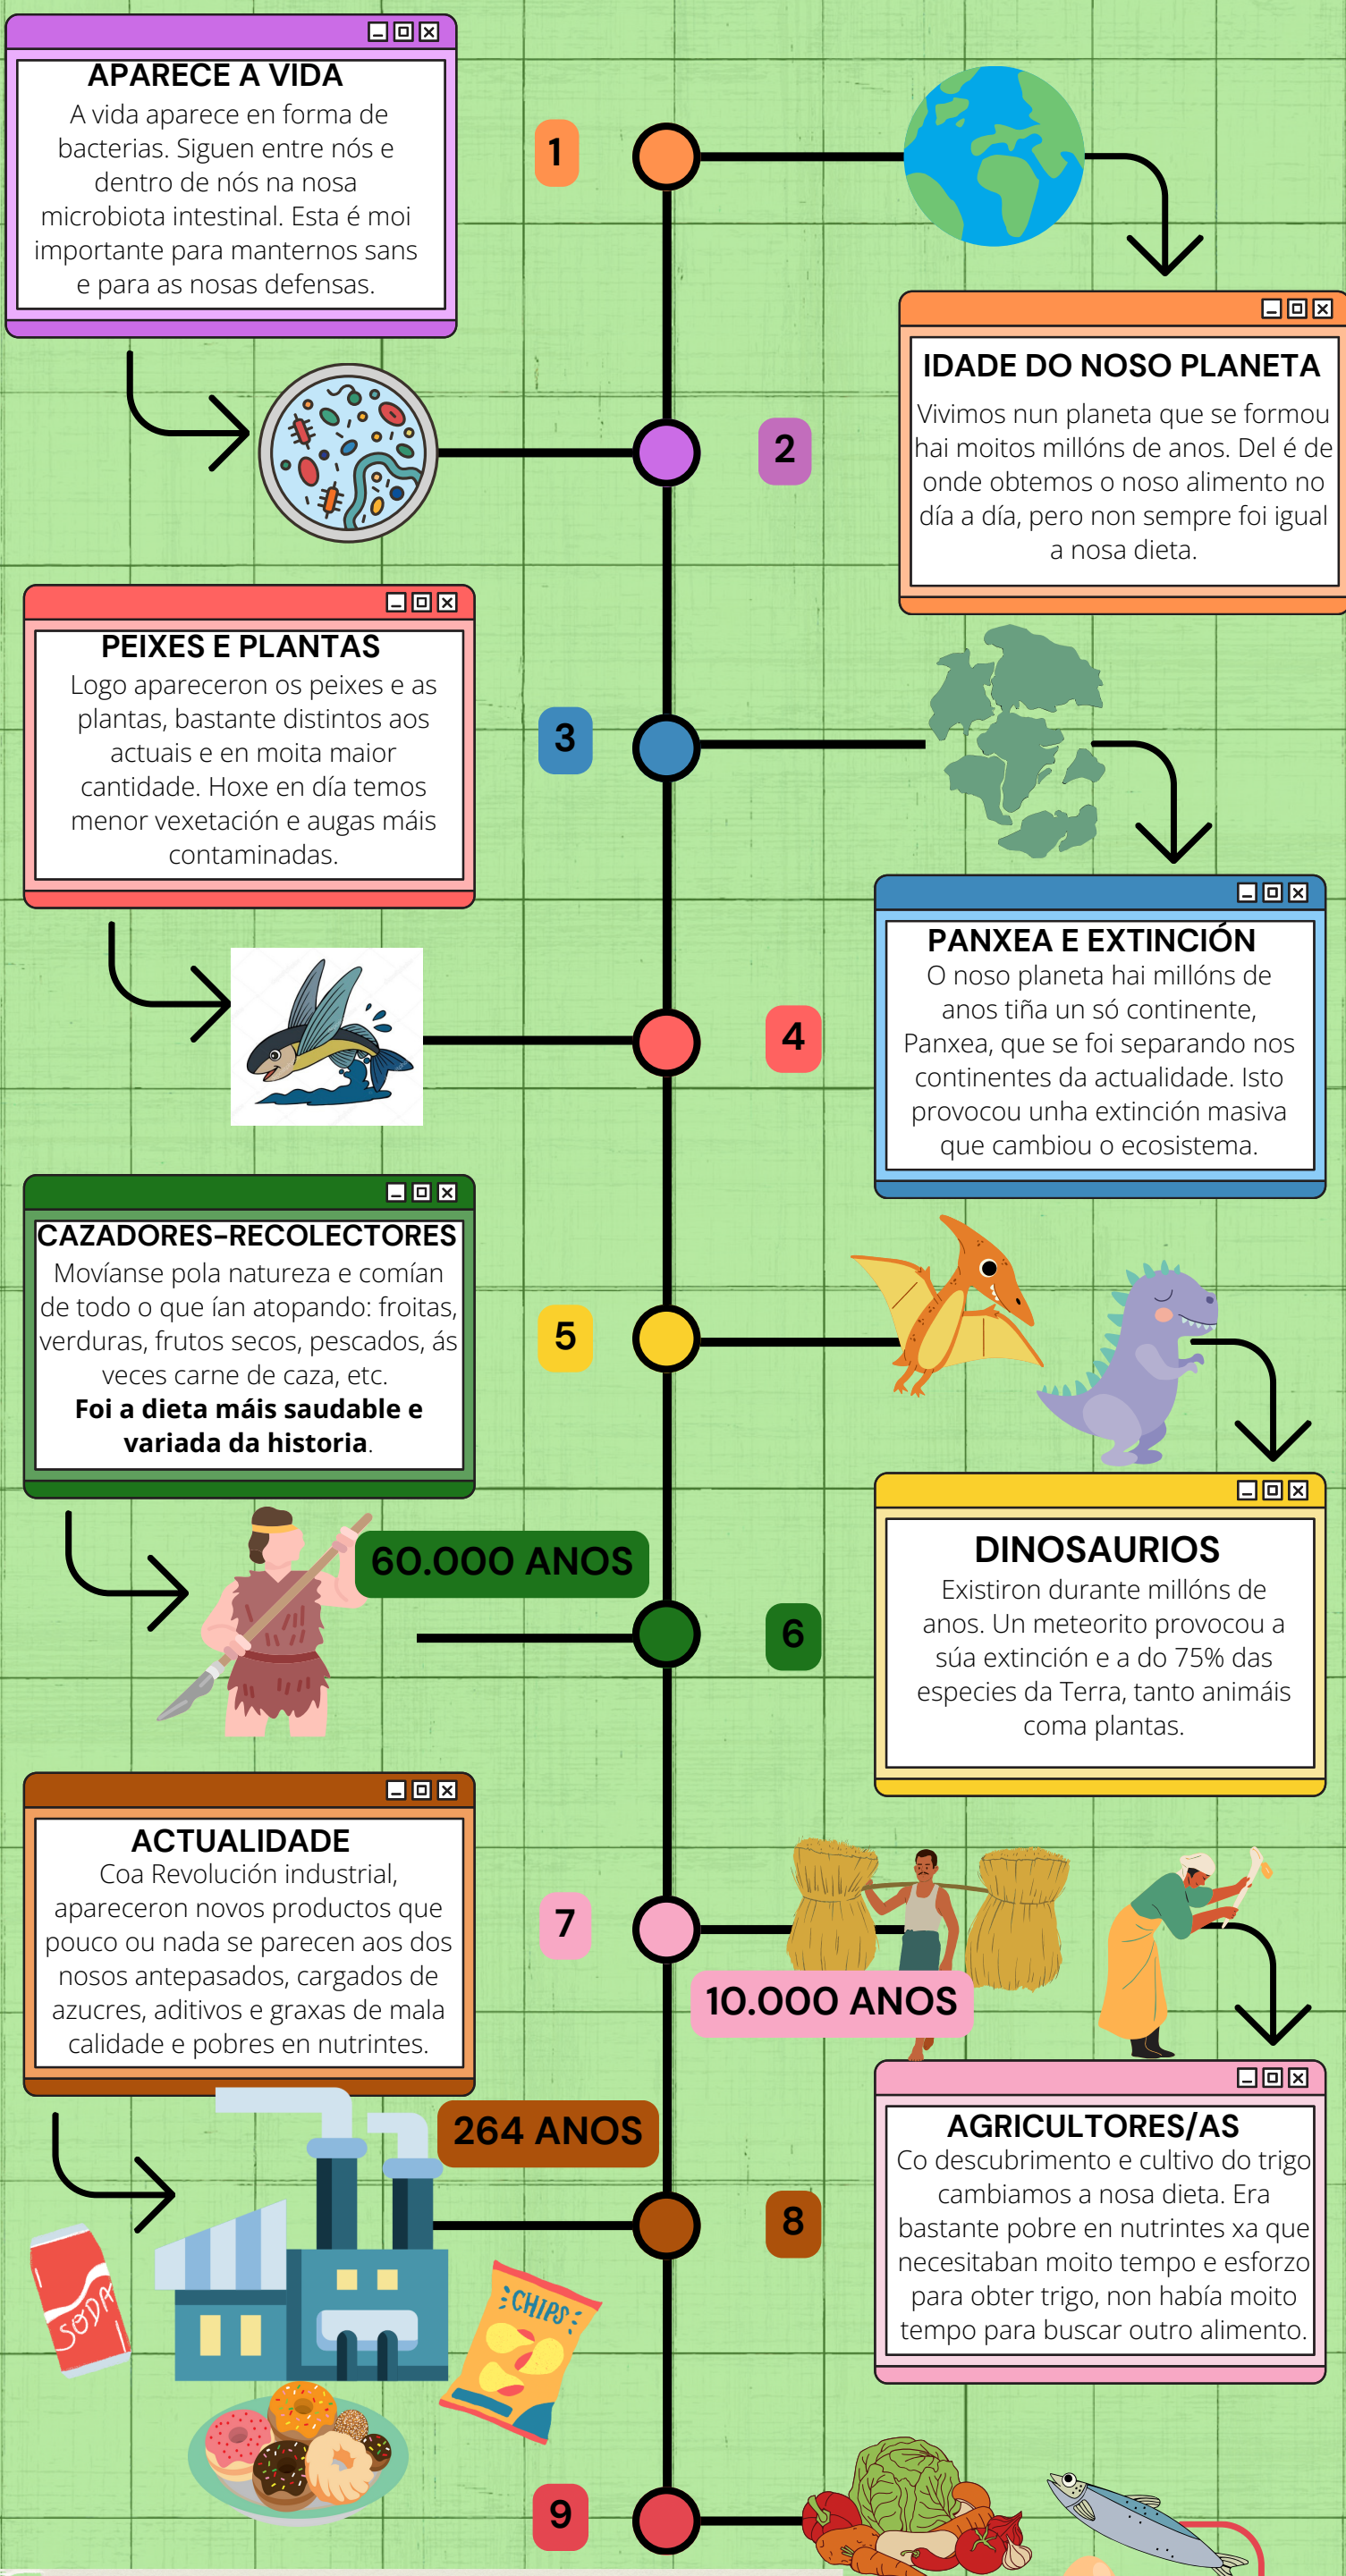 APARECE A VIDA
A vida aparece en forma de
bacterias. Siguen entre nós e
dentro de nós na nosa
microbiota intestinal. Esta é moi
importante para manternos sans
e para as nosas defensas.
1
IDADE DO NOSO PLANETA
Vivimos nun planeta que se formou
hai moitos millóns de anos. Del é de
onde obtemos o noso alimento no
día a día, pero non sempre foi igual
a nosa dieta.
2
PEIXES E PLANTAS
Logo apareceron os peixes e as
plantas, bastante distintos aos
actuais e en moita maior
cantidade. Hoxe en día temos
menor vexetación e augas máis
contaminadas.
3
PANXEA E EXTINCIÓN
O noso planeta hai millóns de
anos tiña un só continente,
Panxea, que se foi separando nos
continentes da actualidade. Isto
provocou unha extinción masiva
que cambiou o ecosistema.
4
CAZADORES-RECOLECTORES
Movíanse pola natureza e comían
de todo o que ían atopando: froitas,
verduras, frutos secos, pescados, ás
veces carne de caza, etc.
Foi a dieta máis saudable e
variada da historia.
5
60.000 ANOS
DINOSAURIOS
Existiron durante millóns de
anos. Un meteorito provocou a
súa extinción e a do 75% das
especies da Terra, tanto animáis
coma plantas.
6
ACTUALIDADE
Coa Revolución industrial,
apareceron novos productos que
pouco ou nada se parecen aos dos
nosos antepasados, cargados de
azucres, aditivos e graxas de mala
calidade e pobres en nutrintes.
7
10.000 ANOS
264 ANOS
AGRICULTORES/AS
Co descubrimento e cultivo do trigo
cambiamos a nosa dieta. Era
bastante pobre en nutrintes xa que
necesitaban moito tempo e esforzo
para obter trigo, non había moito
tempo para buscar outro alimento.
8
SODA
CHIPS
9